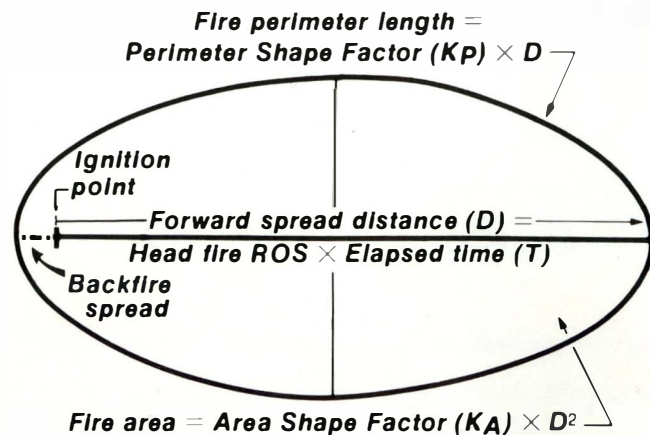 Fire perimeter length =
Perimeter Shape Factor (KP) × D
Ignition
point
Forward spread distance (D) =
Head fire ROS × Elapsed time (T)
Backfire
spread
Fire area = Area Shape Factor (KA) × D²